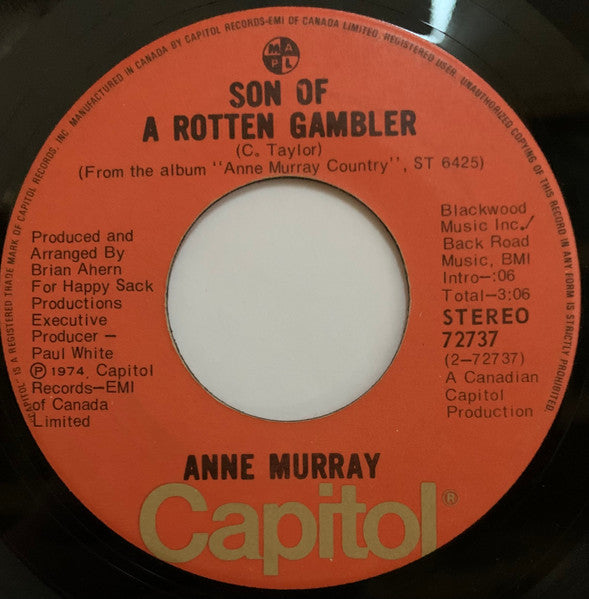 MANUFACTURED IN CANADA BY CAPITOL RECORDS-EMI OF CANADA LIMITED. REGISTERED USER. UNAUTHORIZED COPYING OF THIS RECORD IN ANY FORM IS STRICTLY PROHIBITED.
"CAPITOL" IS A REGISTERED TRADE MARK OF CAPITOL RECORDS, INC.
M A
P L
SON OF
A ROTTEN GAMBLER
(C. Taylor)
(From the album "Anne Murray Country", ST 6425)
Produced and
Arranged By
Brian Ahern
For Happy Sack
Productions
Executive
Producer —
Paul White
Ⓟ 1974, Capitol
Records—EMI
of Canada
Limited
Blackwood
Music Inc./
Back Road
Music, BMI
Intro—:06
Total—3:06
STEREO
72737
(2-72737)
A Canadian
Capitol
Production
ANNE MURRAY
Capitol®